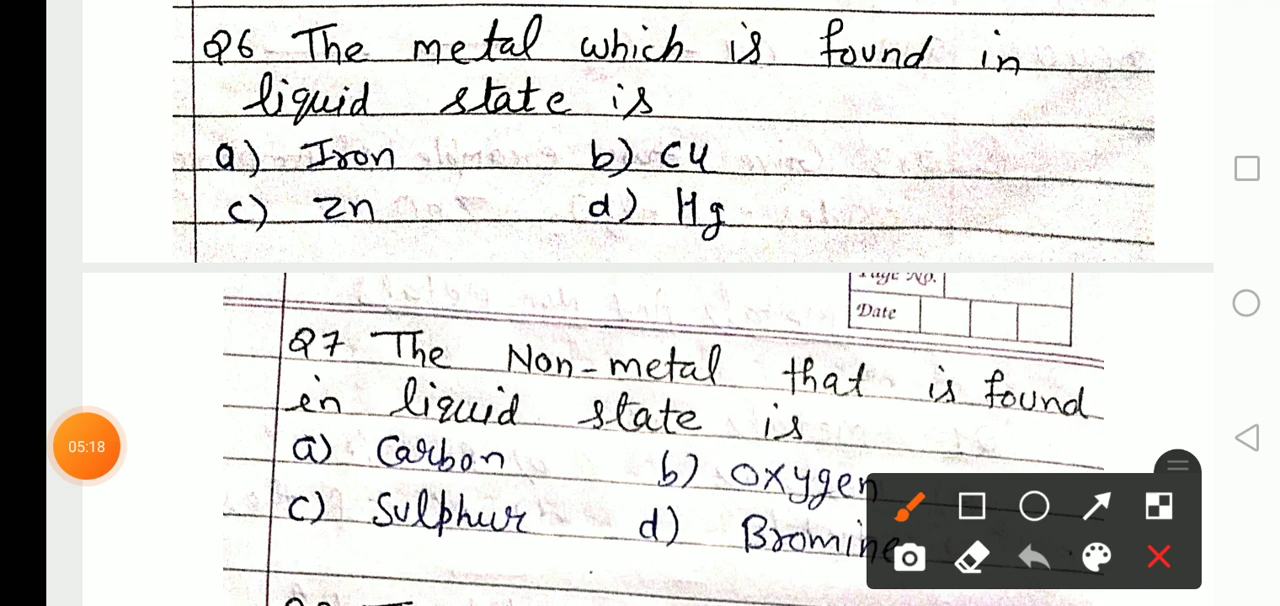 Q6 The metal which is found in
liquid state is
a) Iron b) Cu
c) Zn d) Hg
Page No.
Date
Q7 The Non-metal that is found
in liquid state is
a) Carbon b) Oxygen
c) Sulphur d) Bromine
05:18